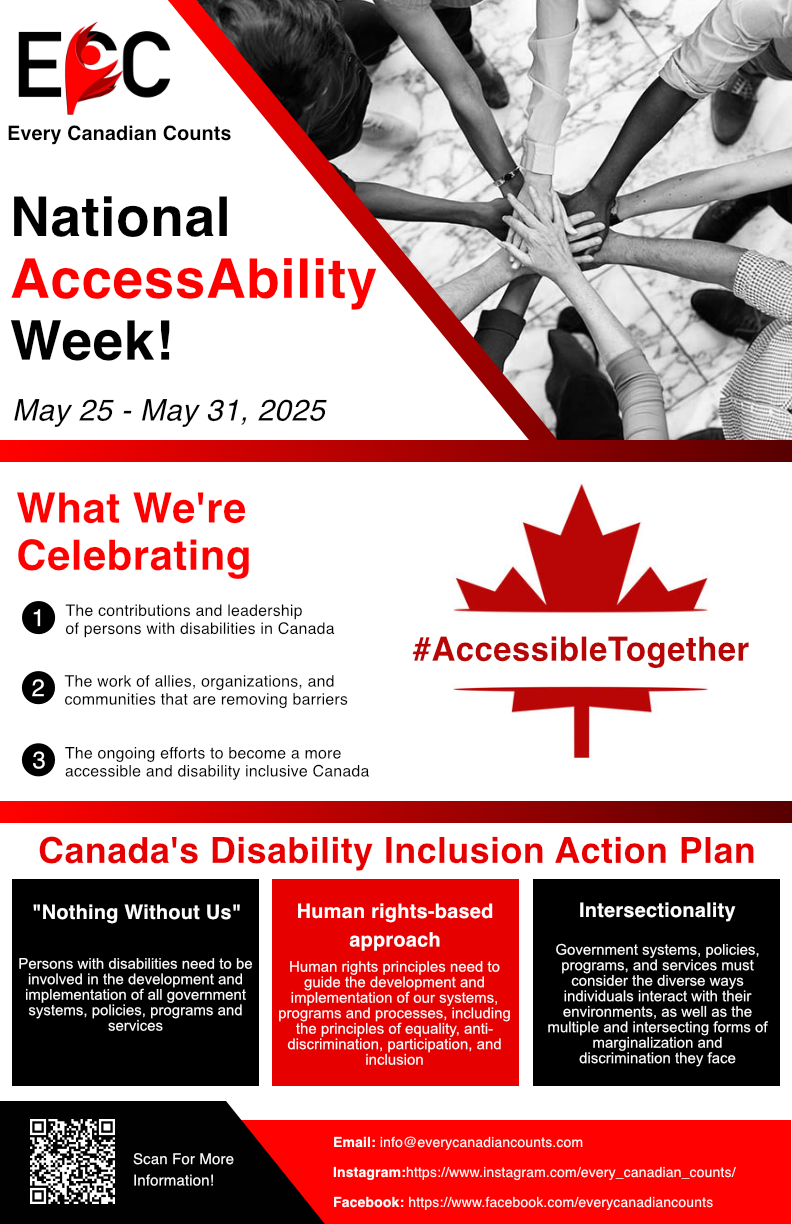 ECC
Every Canadian Counts
National
AccessAbility
Week!
May 25 - May 31, 2025
What We're
Celebrating
1
The contributions and leadership
of persons with disabilities in Canada
2
The work of allies, organizations, and
communities that are removing barriers
3
The ongoing efforts to become a more
accessible and disability inclusive Canada
#AccessibleTogether
Canada's Disability Inclusion Action Plan
"Nothing Without Us"
Persons with disabilities need to be
involved in the development and
implementation of all government
systems, policies, programs and
services
Human rights-based
approach
Human rights principles need to
guide the development and
implementation of our systems,
programs and processes, including
the principles of equality, anti-
discrimination, participation, and
inclusion
Intersectionality
Government systems, policies,
programs, and services must
consider the diverse ways
individuals interact with their
environments, as well as the
multiple and intersecting forms of
marginalization and
discrimination they face
Scan For More
Information!
Email: info@everycanadiancounts.com
Instagram:https://www.instagram.com/every_canadian_counts/
Facebook: https://www.facebook.com/everycanadiancounts